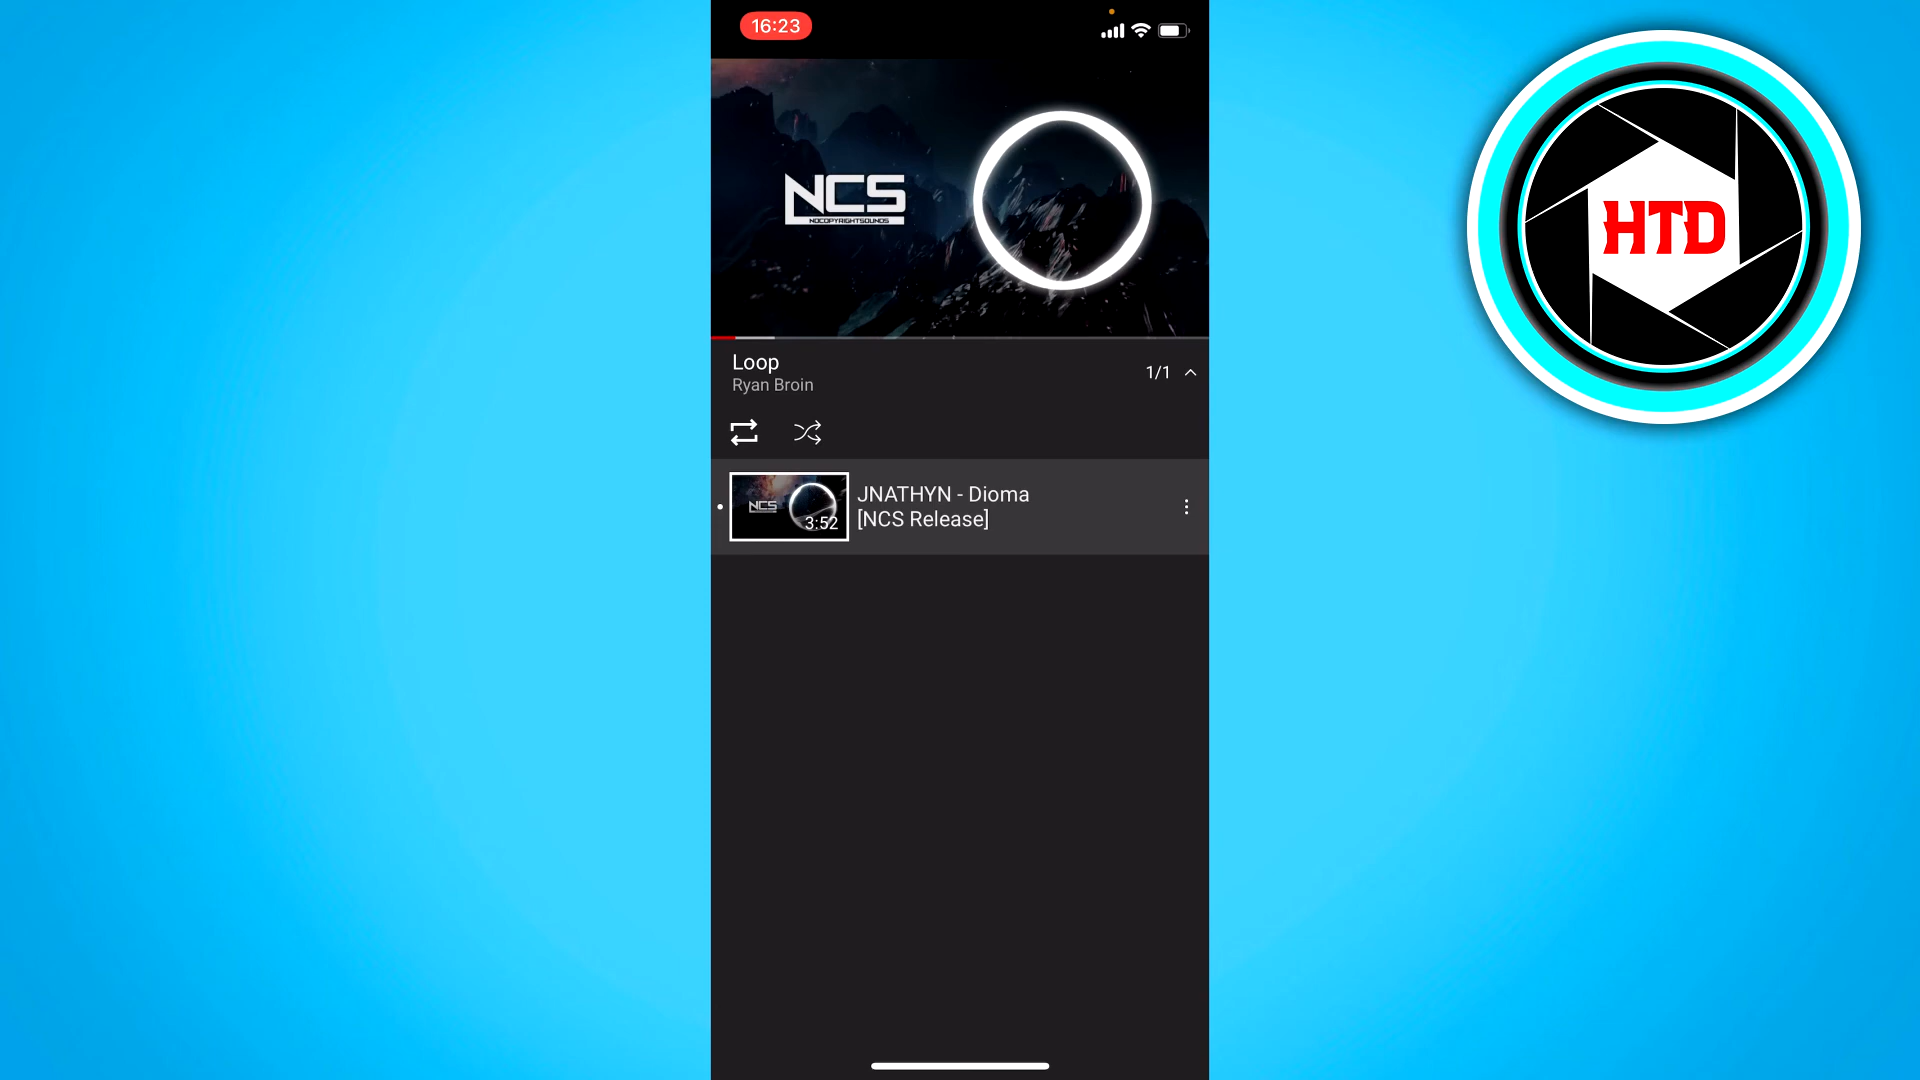 16:23
NCS
NOCOPYRIGHTSOUNDS
HTD
Loop
Ryan Broin
1/1
NCS
3:52
JNATHYN - Dioma
[NCS Release]